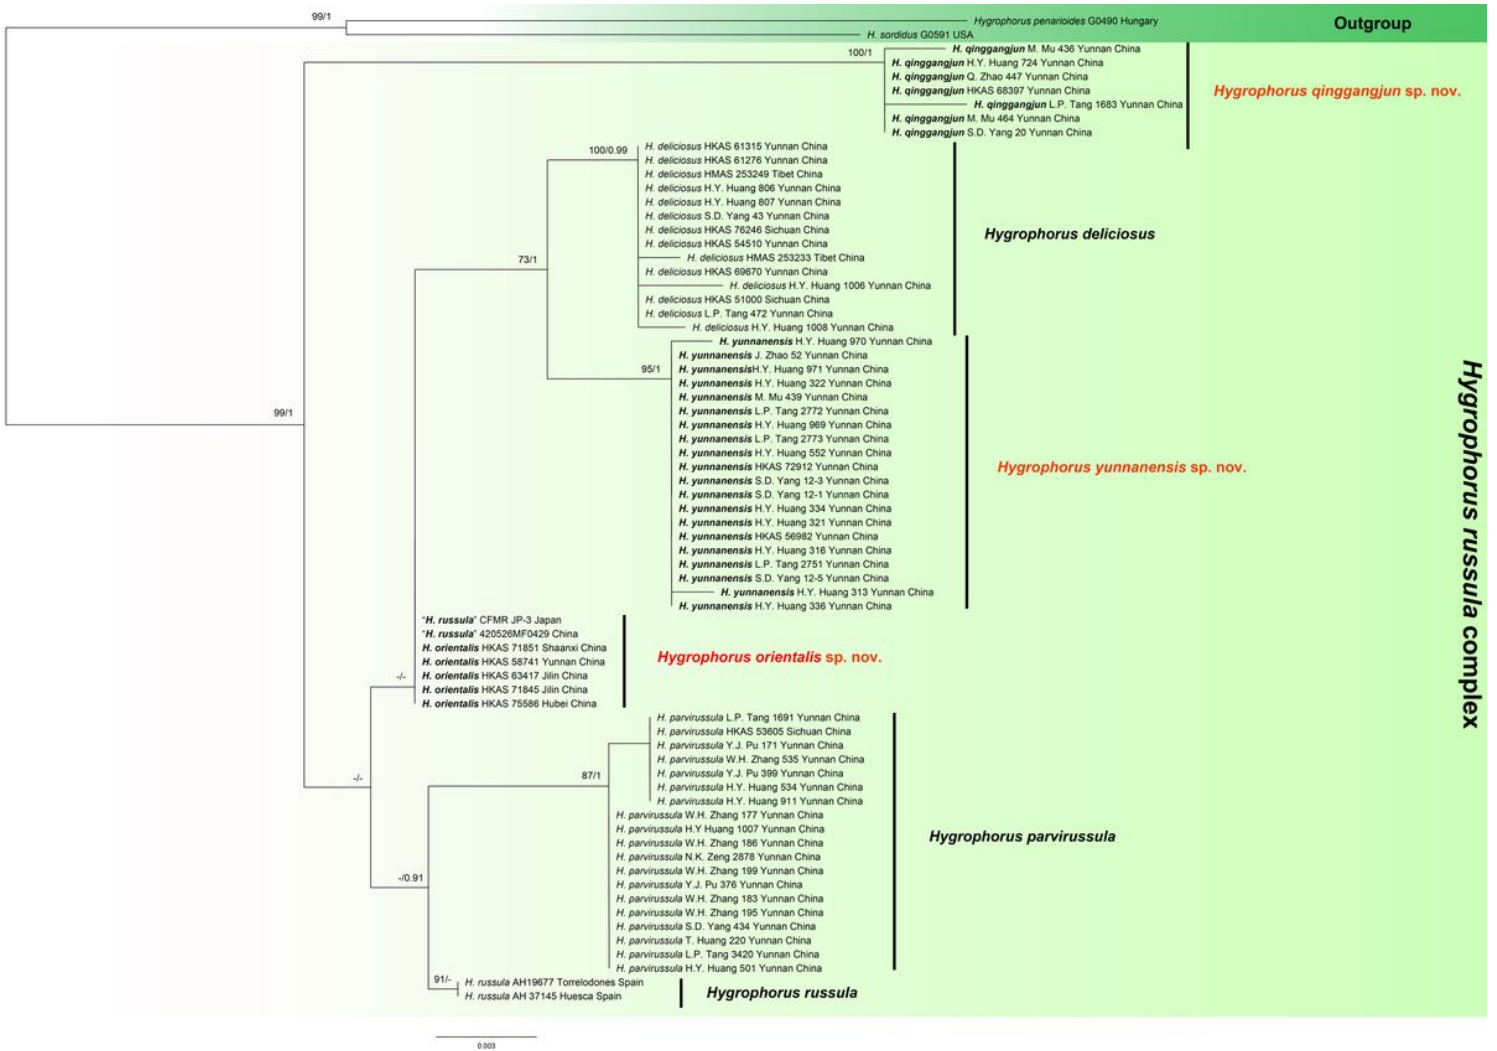 99/1
Hygrophorus penarioides G0490 Hungary
H. sordidus G0591 USA
Outgroup
100/1
H. qinggangjun M. Mu 436 Yunnan China
H. qinggangjun H.Y. Huang 724 Yunnan China
H. qinggangjun Q. Zhao 447 Yunnan China
H. qinggangjun HKAS 68397 Yunnan China
H. qinggangjun L.P. Tang 1683 Yunnan China
H. qinggangjun M. Mu 464 Yunnan China
H. qinggangjun S.D. Yang 20 Yunnan China
Hygrophorus qinggangjun sp. nov.
100/0.99
H. deliciosus HKAS 61315 Yunnan China
H. deliciosus HKAS 61276 Yunnan China
H. deliciosus HMAS 253249 Tibet China
H. deliciosus H.Y. Huang 806 Yunnan China
H. deliciosus H.Y. Huang 807 Yunnan China
H. deliciosus S.D. Yang 43 Yunnan China
H. deliciosus HKAS 76246 Sichuan China
H. deliciosus HKAS 54510 Yunnan China
H. deliciosus HMAS 253233 Tibet China
H. deliciosus HKAS 69670 Yunnan China
H. deliciosus H.Y. Huang 1006 Yunnan China
H. deliciosus HKAS 51000 Sichuan China
H. deliciosus L.P. Tang 472 Yunnan China
H. deliciosus H.Y. Huang 1008 Yunnan China
Hygrophorus deliciosus
73/1
95/1
H. yunnanensis H.Y. Huang 970 Yunnan China
H. yunnanensis J. Zhao 52 Yunnan China
H. yunnanensisH.Y. Huang 971 Yunnan China
H. yunnanensis H.Y. Huang 322 Yunnan China
H. yunnanensis M. Mu 439 Yunnan China
H. yunnanensis L.P. Tang 2772 Yunnan China
H. yunnanensis H.Y. Huang 969 Yunnan China
H. yunnanensis L.P. Tang 2773 Yunnan China
H. yunnanensis H.Y. Huang 552 Yunnan China
H. yunnanensis HKAS 72912 Yunnan China
H. yunnanensis S.D. Yang 12-3 Yunnan China
H. yunnanensis S.D. Yang 12-1 Yunnan China
H. yunnanensis H.Y. Huang 334 Yunnan China
H. yunnanensis H.Y. Huang 321 Yunnan China
H. yunnanensis HKAS 56982 Yunnan China
H. yunnanensis H.Y. Huang 316 Yunnan China
H. yunnanensis L.P. Tang 2751 Yunnan China
H. yunnanensis S.D. Yang 12-5 Yunnan China
H. yunnanensis H.Y. Huang 313 Yunnan China
H. yunnanensis H.Y. Huang 336 Yunnan China
Hygrophorus yunnanensis sp. nov.
99/1
"H. russula" CFMR JP-3 Japan
"H. russula" 420526MF0429 China
H. orientalis HKAS 71851 Shaanxi China
H. orientalis HKAS 58741 Yunnan China
H. orientalis HKAS 63417 Jilin China
H. orientalis HKAS 71845 Jilin China
H. orientalis HKAS 75586 Hubei China
Hygrophorus orientalis sp. nov.
-/-
-/-
87/1
H. parvirussula L.P. Tang 1691 Yunnan China
H. parvirussula HKAS 53605 Sichuan China
H. parvirussula Y.J. Pu 171 Yunnan China
H. parvirussula W.H. Zhang 535 Yunnan China
H. parvirussula Y.J. Pu 399 Yunnan China
H. parvirussula H.Y. Huang 534 Yunnan China
H. parvirussula H.Y. Huang 911 Yunnan China
H. parvirussula W.H. Zhang 177 Yunnan China
H. parvirussula H.Y Huang 1007 Yunnan China
H. parvirussula W.H. Zhang 186 Yunnan China
H. parvirussula N.K. Zeng 2878 Yunnan China
H. parvirussula W.H. Zhang 199 Yunnan China
H. parvirussula Y.J. Pu 376 Yunnan China
H. parvirussula W.H. Zhang 183 Yunnan China
H. parvirussula W.H. Zhang 195 Yunnan China
H. parvirussula S.D. Yang 434 Yunnan China
H. parvirussula T. Huang 220 Yunnan China
H. parvirussula L.P. Tang 3420 Yunnan China
H. parvirussula H.Y. Huang 501 Yunnan China
Hygrophorus parvirussula
-/0.91
91/-
H. russula AH19677 Torrelodones Spain
H. russula AH 37145 Huesca Spain
Hygrophorus russula
Hygrophorus russula complex
0.003